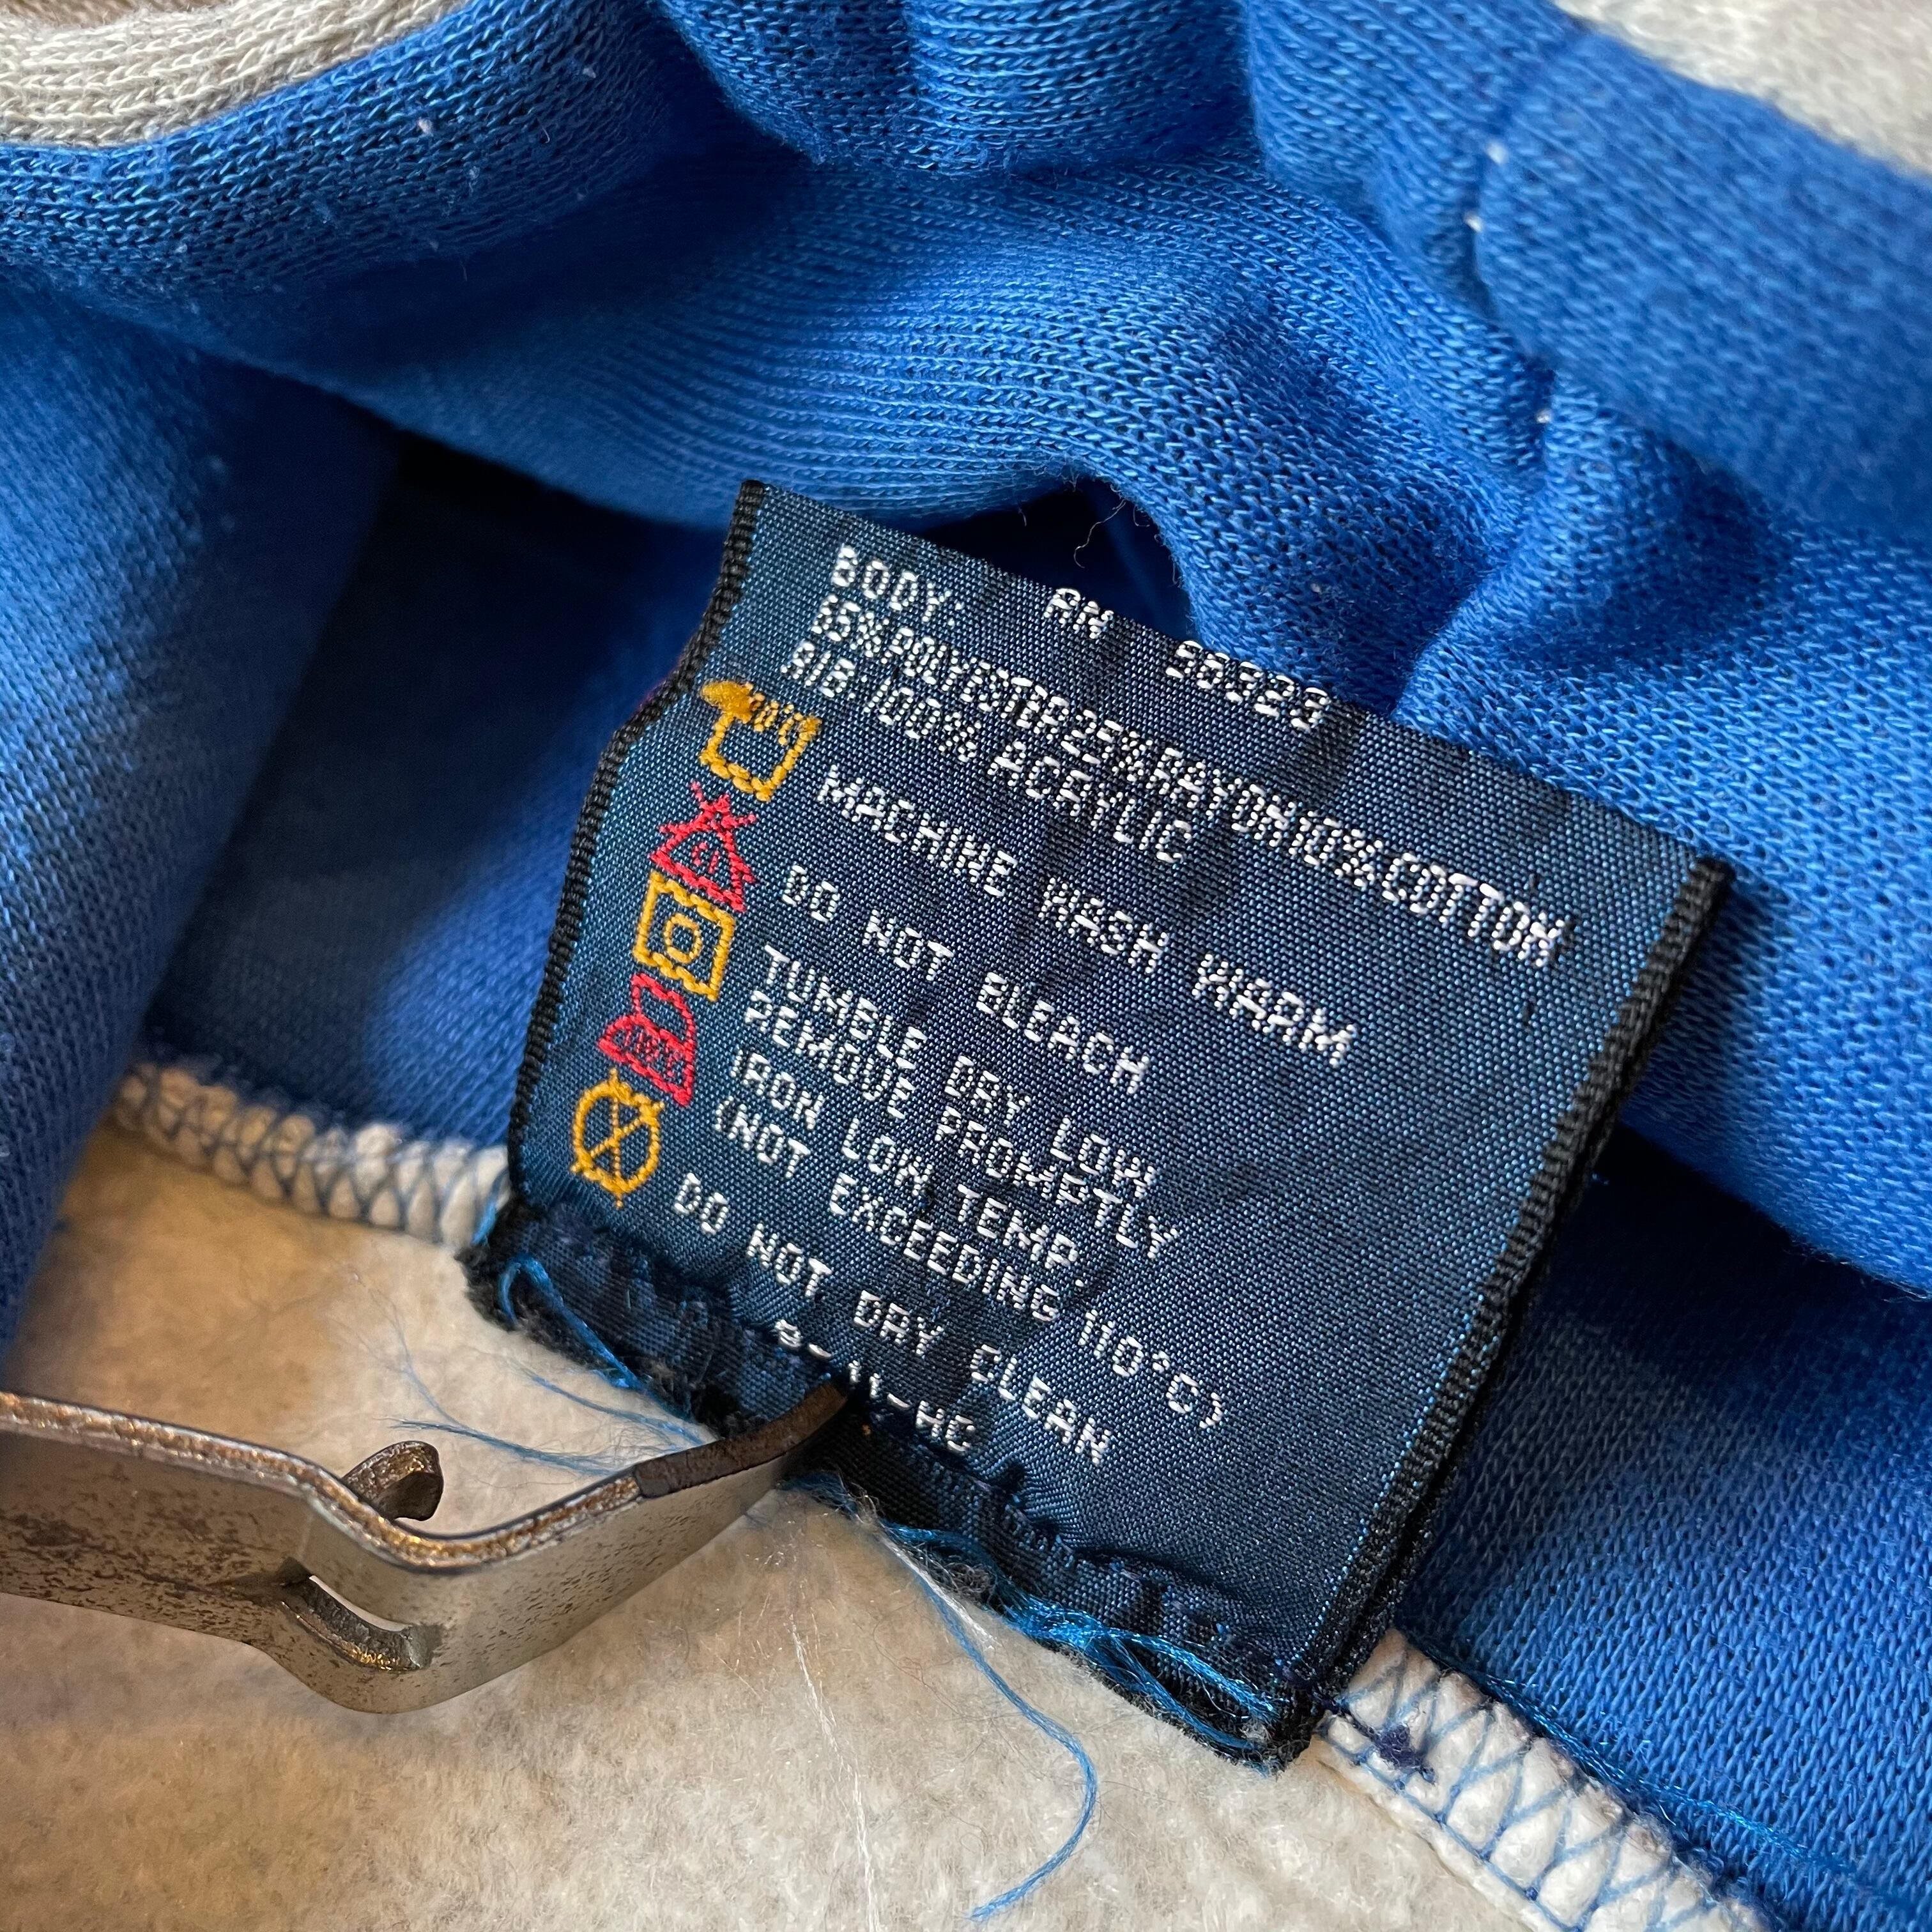 BODY: RN 98323
65%POLYESTER25%RAYON10%COTTON
RIB:100%ACRYLIC
MACHINE WASH WARM
DO NOT BLEACH
TUMBLE DRY LOW
REMOVE PROMPTLY
IRON LOW TEMP.
(NOT EXCEEDING 110°C)
DO NOT DRY CLEAN